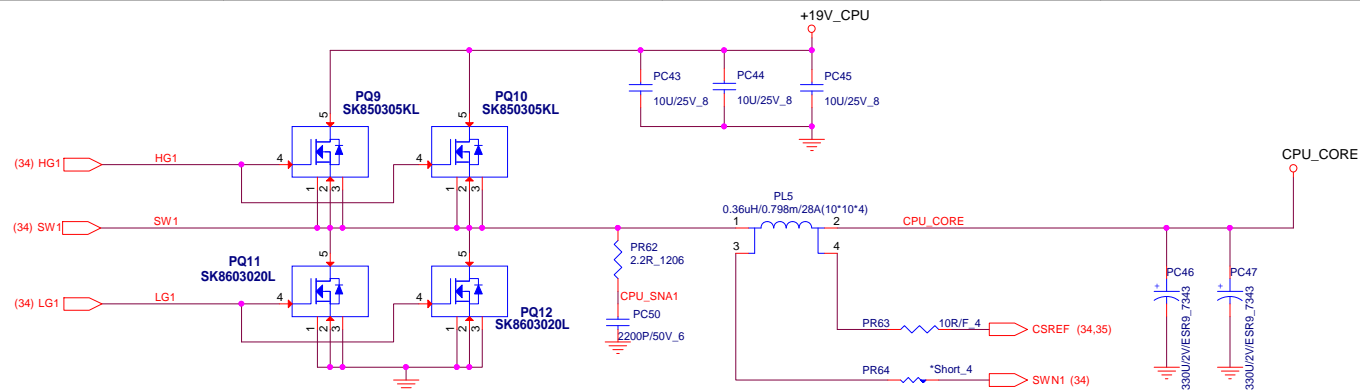 +19V_CPU
PC43
10U/25V_8
PC44
10U/25V_8
PC45
10U/25V_8
PQ9
SK850305KL
PQ10
SK850305KL
5
5
(34) HG1
HG1
4
4
1
2
3
1
2
3
CPU_CORE
(34) SW1
SW1
PL5
0.36uH/0.798m/28A(10*10*4)
1
2
CPU_CORE
3
4
PQ11
SK8603020L
5
5
PR62
2.2R_1206
(34) LG1
LG1
4
4
PQ12
SK8603020L
CPU_SNA1
PC50
2200P/50V_6
1
2
3
1
2
3
PC46
+
330U/2V/ESR9_7343
PC47
+
330U/2V/ESR9_7343
PR63
10R/F_4
CSREF (34,35)
PR64
*Short_4
SWN1 (34)